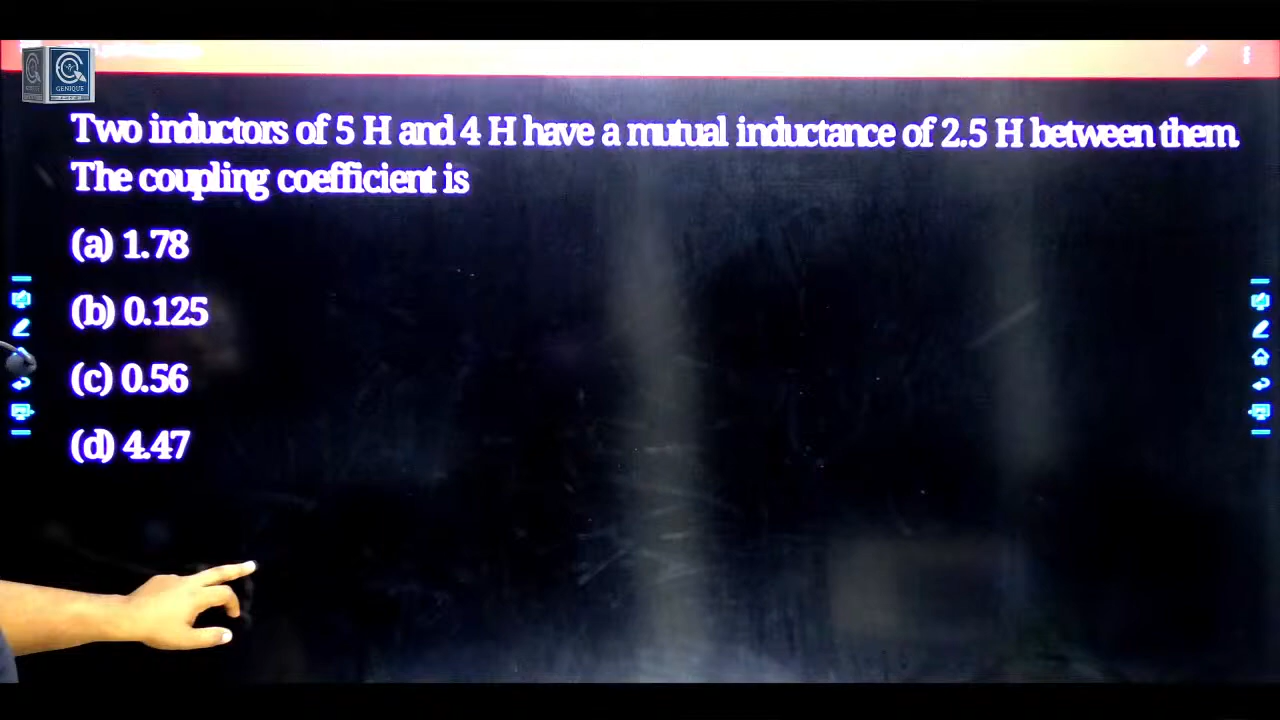 GENIQUE
Two inductors of 5 H and 4 H have a mutual inductance of 2.5 H between them.
The coupling coefficient is
(a) 1.78
(b) 0.125
(c) 0.56
(d) 4.47